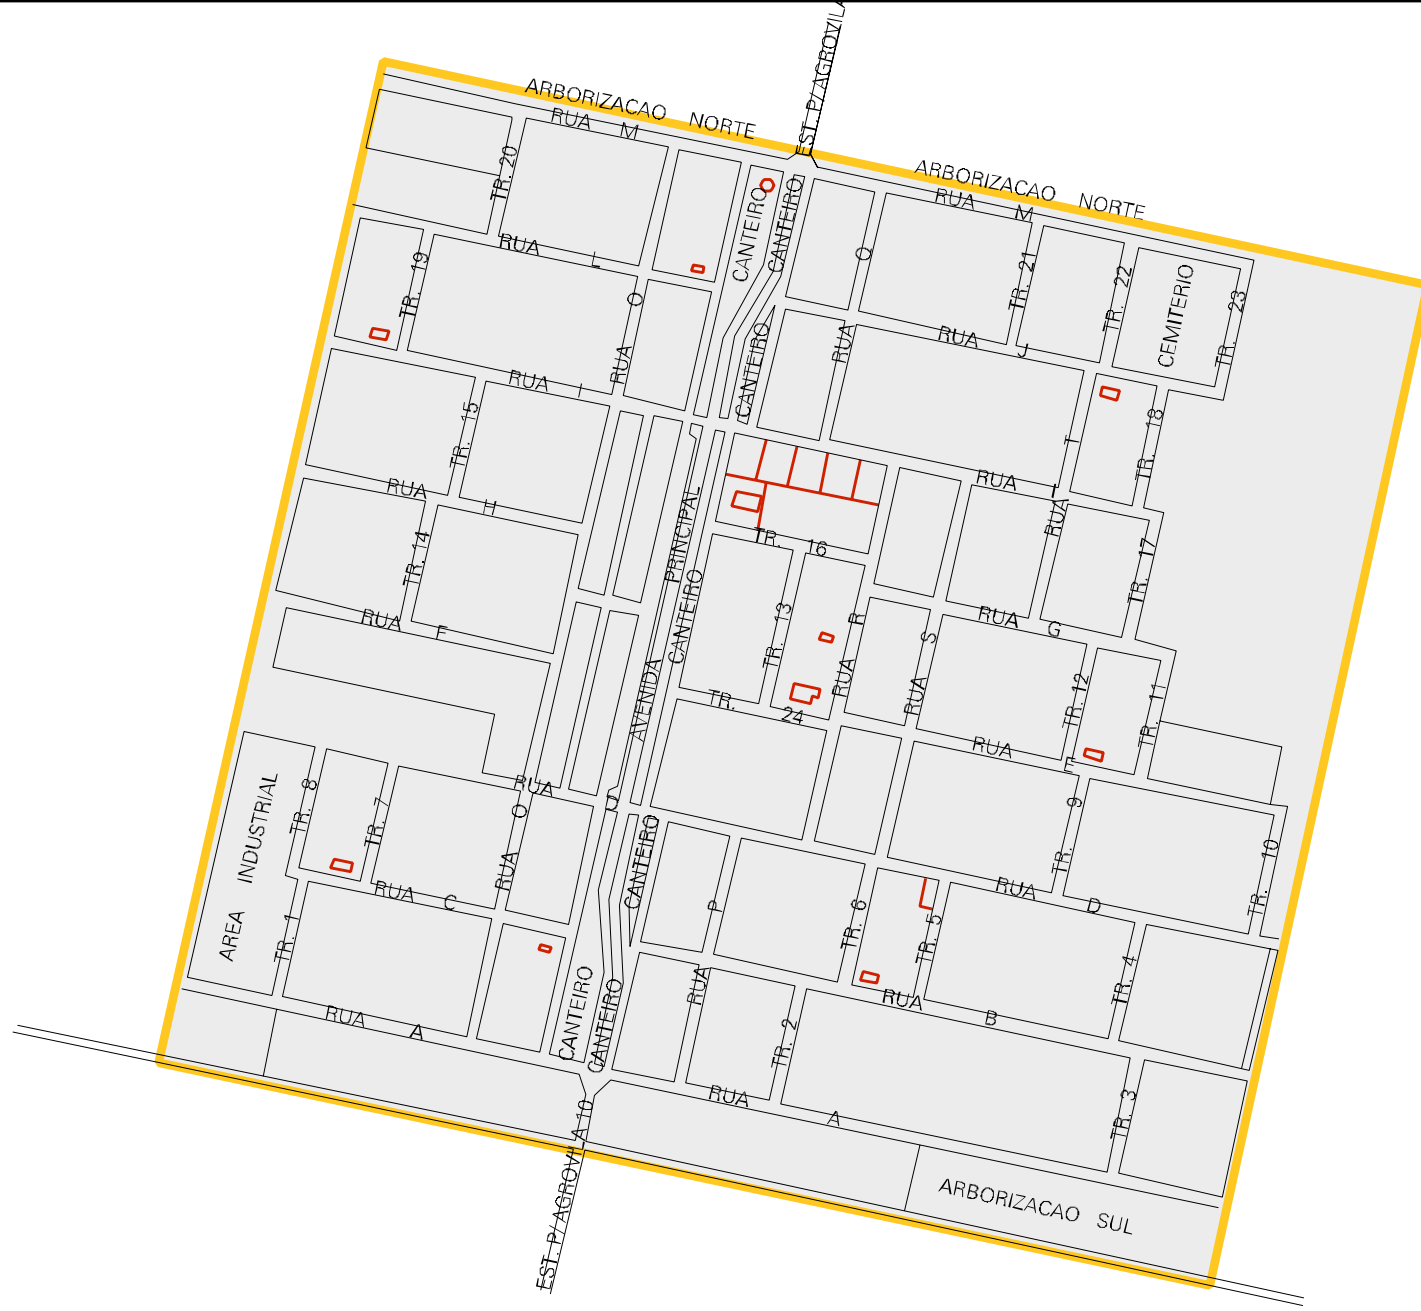 EST. P/ AGROVILA
ARBORIZACAO NORTE
RUA M
ARBORIZACAO NORTE
RUA M
TR. 20
CANTEIRO
CANTEIRO
RUA L
TR. 19
RUA O
RUA Q
TR. 21
TR. 22
CEMITERIO
TR. 23
RUA J
CANTEIRO
RUA I
TR. 15
RUA T
TR. 18
RUA I
RUA H
TR. 14
AVENIDA PRINCIPAL
CANTEIRO
TR. 16
TR. 17
TR. 13
RUA R
RUA S
RUA G
RUA F
TR. 24
TR. 12
TR. 11
RUA F
AREA INDUSTRIAL
TR. 8
TR. 7
RUA O
RUA D
CANTEIRO
TR. 9
TR. 10
RUA C
RUA D
TR. 1
RUA P
TR. 6
TR. 5
TR. 4
RUA B
RUA A
CANTEIRO
CANTEIRO
TR. 2
RUA A
TR. 3
EST. P/ AGROVILA 10
ARBORIZACAO SUL